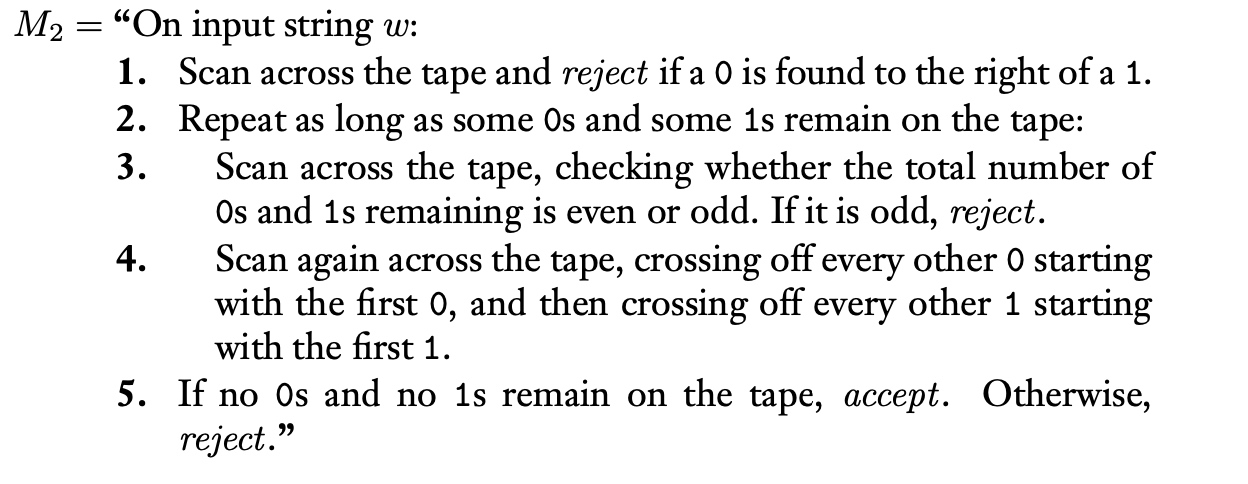 M₂ = “On input string w:
1. Scan across the tape and reject if a 0 is found to the right of a 1.
2. Repeat as long as some 0s and some 1s remain on the tape:
3. Scan across the tape, checking whether the total number of
0s and 1s remaining is even or odd. If it is odd, reject.
4. Scan again across the tape, crossing off every other 0 starting
with the first 0, and then crossing off every other 1 starting
with the first 1.
5. If no 0s and no 1s remain on the tape, accept. Otherwise,
reject.”